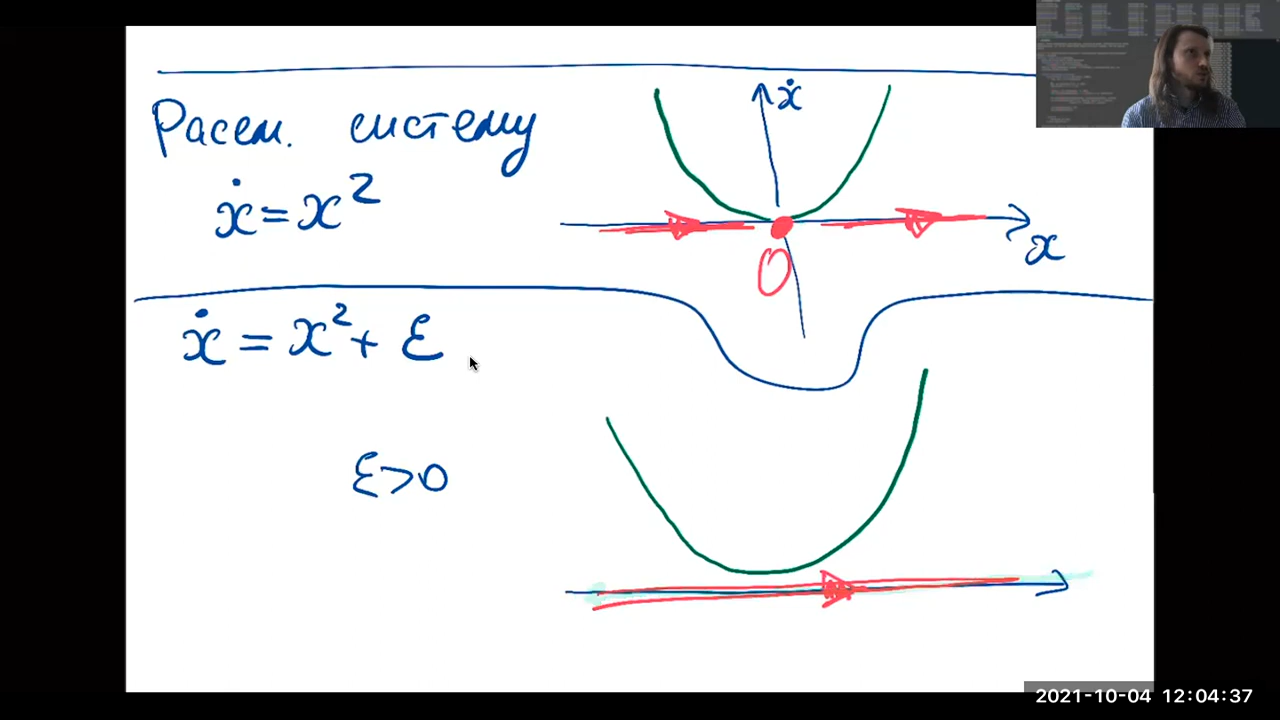 Рассм. систему
ẋ = x²
ẋ
x
0
ẋ = x² + ε
ε>0
2021-10-04 12:04:37